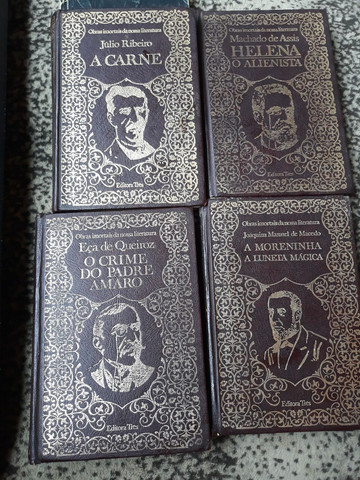 Obras imortais da nossa literatura
Júlio Ribeiro
A CARNE
Editora Três
Obras imortais da nossa literatura
Machado de Assis
HELENA
O ALIENISTA
Editora Três
Obras imortais da nossa literatura
Eça de Queiroz
O CRIME
DO PADRE
AMARO
Editora Três
Obras imortais da nossa literatura
Joaquim Manuel de Macedo
A MORENINHA
A LUNETA MÁGICA
Editora Três